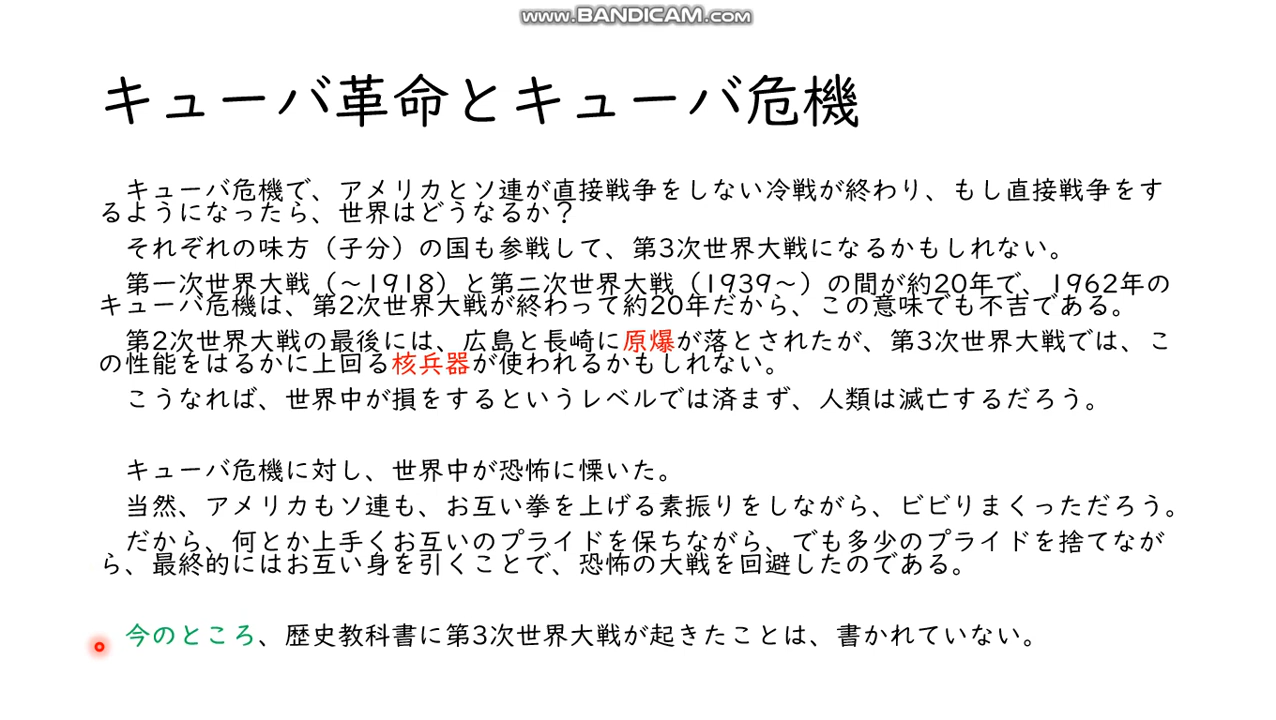 www.BANDICAM.com
キューバ革命とキューバ危機
キューバ危機で、アメリカとソ連が直接戦争をしない冷戦が終わり、もし直接戦争をす
るようになったら、世界はどうなるか？
それぞれの味方（子分）の国も参戦して、第3次世界大戦になるかもしれない。
第一次世界大戦（～1918）と第二次世界大戦（1939～）の間が約20年で、1962年の
キューバ危機は、第2次世界大戦が終わって約20年だから、この意味でも不吉である。
第2次世界大戦の最後には、広島と長崎に原爆が落とされたが、第3次世界大戦では、こ
の性能をはるかに上回る核兵器が使われるかもしれない。
こうなれば、世界中が損をするというレベルでは済まず、人類は滅亡するだろう。
キューバ危機に対し、世界中が恐怖に慄いた。
当然、アメリカもソ連も、お互い拳を上げる素振りをしながら、ビビりまくっただろう。
だから、何とか上手くお互いのプライドを保ちながら、でも多少のプライドを捨てなが
ら、最終的にはお互い身を引くことで、恐怖の大戦を回避したのである。
今のところ、歴史教科書に第3次世界大戦が起きたことは、書かれていない。